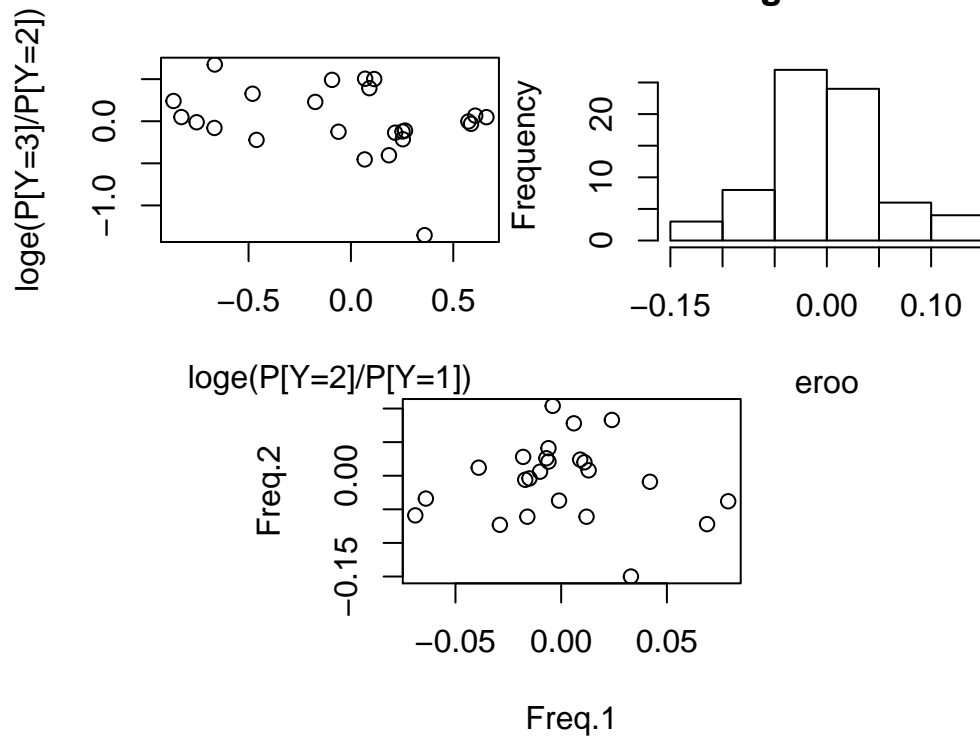 loge(P[Y=3]/P[Y=2])
0.0
−1.0
−0.5 0.0 0.5
loge(P[Y=2]/P[Y=1])
Frequency
20
10
0
−0.15 0.00 0.10
eroo
Freq.2
0.00
−0.15
−0.05 0.00 0.05
Freq.1